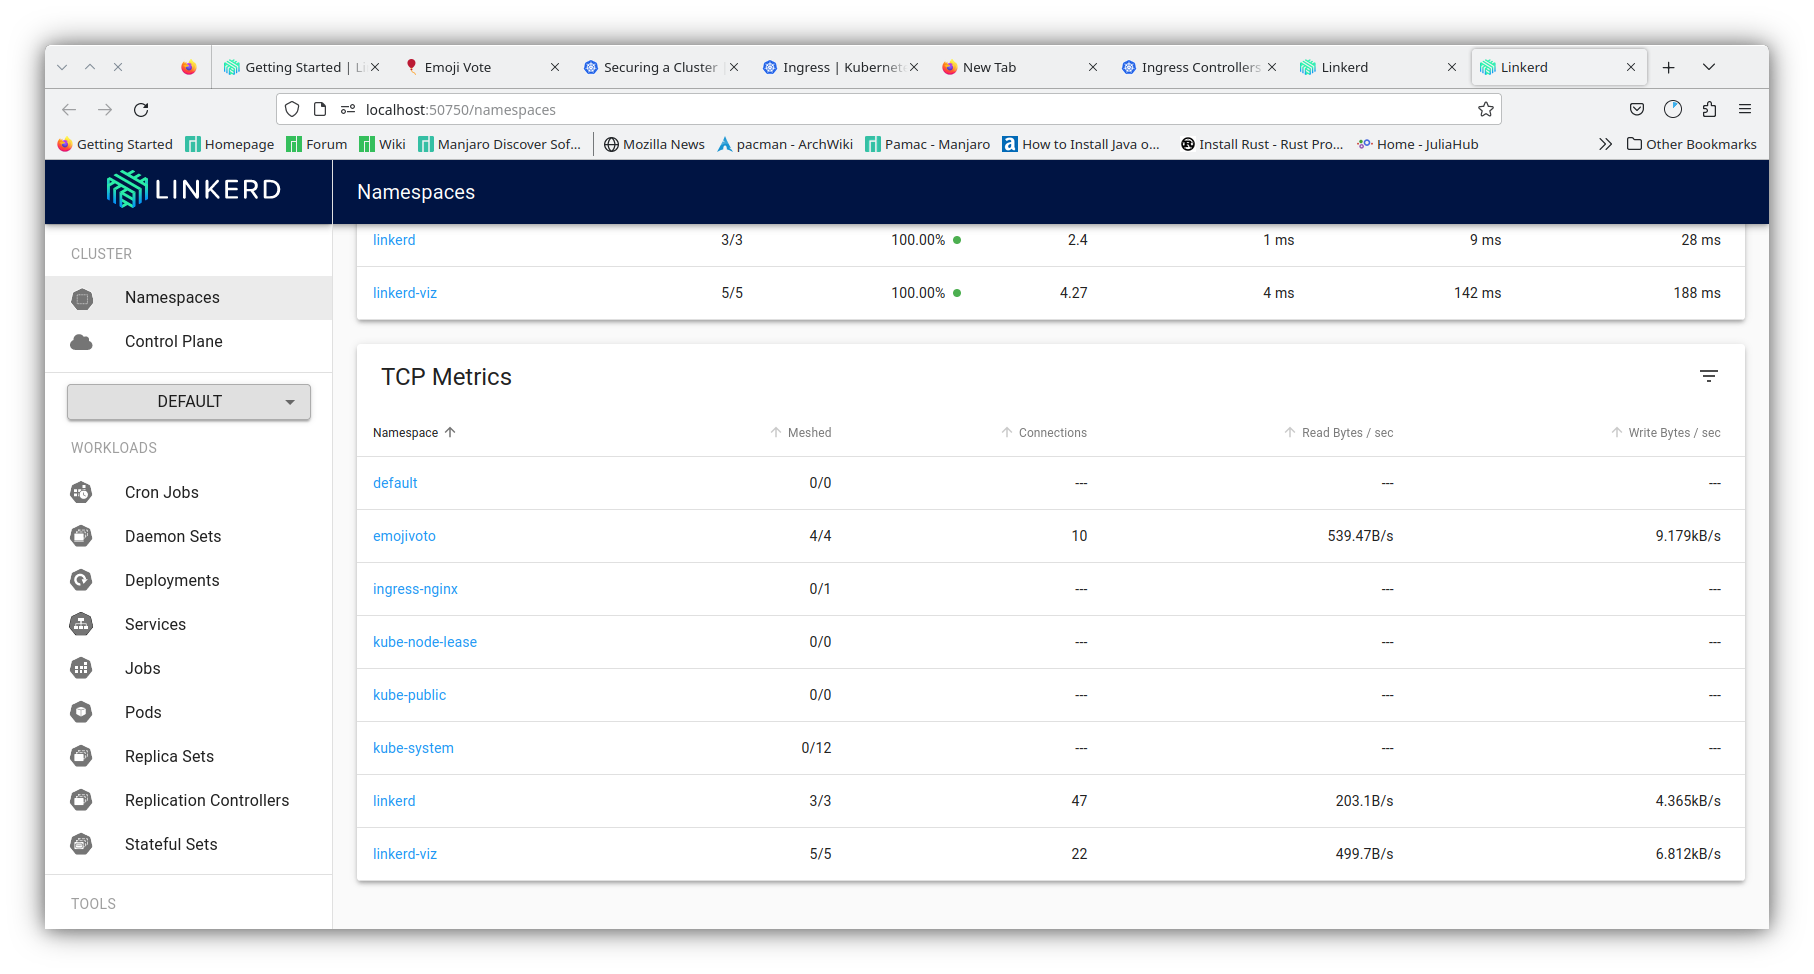 Getting Started | Li
Emoji Vote
Securing a Cluster
Ingress | Kubernete
New Tab
Ingress Controllers
Linkerd
Linkerd
localhost:50750/namespaces
Getting Started
Homepage
Forum
Wiki
Manjaro Discover Sof...
Mozilla News
pacman - ArchWiki
Pamac - Manjaro
How to Install Java o...
Install Rust - Rust Pro...
Home - JuliaHub
Other Bookmarks
LINKERD
Namespaces
CLUSTER
Namespaces
Control Plane
DEFAULT
WORKLOADS
Cron Jobs
Daemon Sets
Deployments
Services
Jobs
Pods
Replica Sets
Replication Controllers
Stateful Sets
TOOLS
linkerd 3/3 100.00% 2.4 1 ms 9 ms 28 ms
linkerd-viz 5/5 100.00% 4.27 4 ms 142 ms 188 ms
TCP Metrics
Namespace Meshed Connections Read Bytes / sec Write Bytes / sec
default 0/0 --- --- ---
emojivoto 4/4 10 539.47B/s 9.179kB/s
ingress-nginx 0/1 --- --- ---
kube-node-lease 0/0 --- --- ---
kube-public 0/0 --- --- ---
kube-system 0/12 --- --- ---
linkerd 3/3 47 203.1B/s 4.365kB/s
linkerd-viz 5/5 22 499.7B/s 6.812kB/s